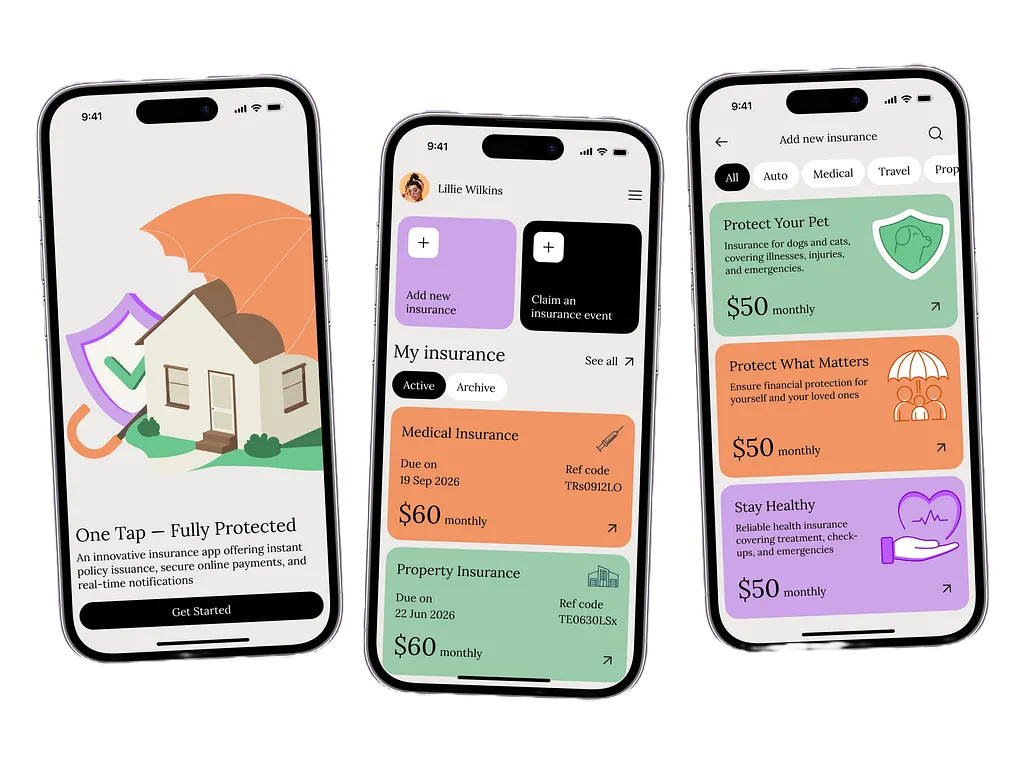 9:41
One Tap — Fully Protected
An innovative insurance app offering instant
policy issuance, secure online payments, and
real-time notifications
Get Started
9:41
Lillie Wilkins
Add new
insurance
Claim an
insurance event
My insurance
See all
Active
Archive
Medical Insurance
Due on
19 Sep 2026
Ref code
TRs0912LO
$60 monthly
Property Insurance
Due on
22 Jun 2026
Ref code
TE0630LSx
$60 monthly
9:41
Add new insurance
All
Auto
Medical
Travel
Prop
Protect Your Pet
Insurance for dogs and cats,
covering illnesses, injuries,
and emergencies.
$50 monthly
Protect What Matters
Ensure financial protection for
yourself and your loved ones
$50 monthly
Stay Healthy
Reliable health insurance
covering treatment, check-
ups, and emergencies
$50 monthly